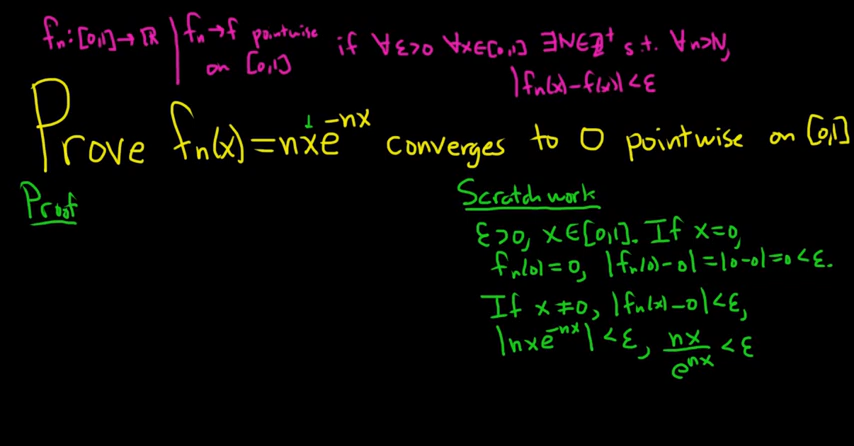 fₙ: [0,1] → ℝ | fₙ → f pointwise on [0,1] if ∀ε>0 ∀x∈[0,1] ∃N∈ℤ⁺ s.t. ∀n>N,
|fₙ(x)-f(x)|<ε
Prove fₙ(x) = nxe^{-nx} converges to 0 pointwise on [0,1]
Proof
Scratchwork
ε>0, x∈[0,1]. If x=0,
fₙ(0)=0, |fₙ(0)-0|=|0-0|=0<ε.
If x≠0, |fₙ(x)-0|<ε,
|nxe^{-nx}|<ε, nx/e^{nx} <ε